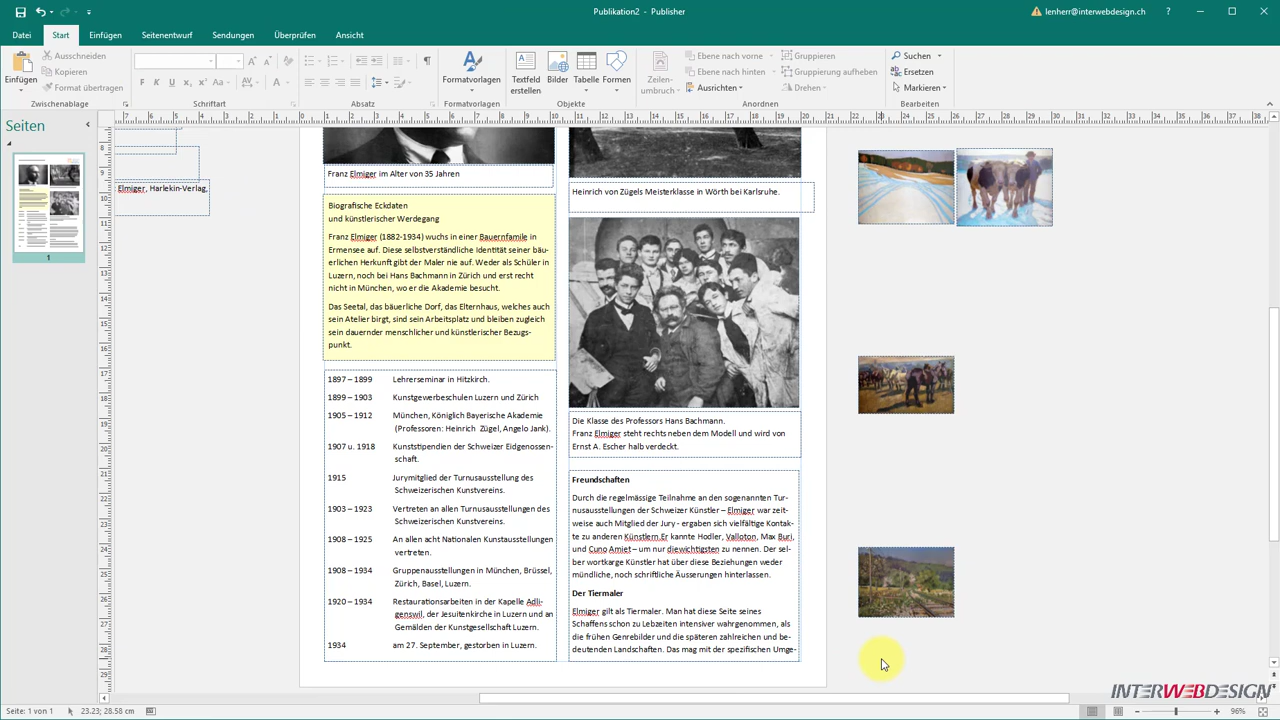 Publikation2 - Publisher
lenherr@interwebdesign.ch
?
Datei
Start
Einfügen
Seitenentwurf
Sendungen
Überprüfen
Ansicht
Einfügen
Ausschneiden
Kopieren
Format übertragen
Zwischenablage
F K U
Schriftart
Absatz
Formatvorlagen
Formatvorlagen
Textfeld
erstellen
Bilder
Tabelle
Formen
Objekte
Zeilen-
umbruch
Ebene nach vorne
Ebene nach hinten
Ausrichten
Gruppieren
Gruppierung aufheben
Drehen
Anordnen
Suchen
Ersetzen
Markieren
Bearbeiten
Seiten
1
Elmiger, Harlekin-Verlag,
Franz Elmiger im Alter von 35 Jahren
Biografische Eckdaten
und künstlerischer Werdegang
Franz Elmiger (1882-1934) wuchs in einer Bauernfamile in
Ermensee auf. Diese selbstverständliche Identität seiner bäu-
erlichen Herkunft gibt der Maler nie auf. Weder als Schüler in
Luzern, noch bei Hans Bachmann in Zürich und erst recht
nicht in München, wo er die Akademie besucht.
Das Seetal, das bäuerliche Dorf, das Elternhaus, welches auch
sein Atelier birgt, sind sein Arbeitsplatz und bleiben zugleich
sein dauernder menschlicher und künstlerischer Bezugs-
punkt.
1897 – 1899 Lehrerseminar in Hitzkirch.
1899 – 1903 Kunstgewerbeschulen Luzern und Zürich
1905 – 1912 München, Königlich Bayerische Akademie
(Professoren: Heinrich Zügel, Angelo Jank).
1907 u. 1918 Kunststipendien der Schweizer Eidgenossen-
schaft.
1915 Jurymitglied der Turnusausstellung des
Schweizerischen Kunstvereins.
1903 – 1923 Vertreten an allen Turnusausstellungen des
Schweizerischen Kunstvereins.
1908 – 1925 An allen acht Nationalen Kunstausstellungen
vertreten.
1908 – 1934 Gruppenausstellungen in München, Brüssel,
Zürich, Basel, Luzern.
1920 – 1934 Restaurationsarbeiten in der Kapelle Adli-
genswil, der Jesuitenkirche in Luzern und an
Gemälden der Kunstgesellschaft Luzern.
1934 am 27. September, gestorben in Luzern.
Heinrich von Zügels Meisterklasse in Wörth bei Karlsruhe.
Die Klasse des Professors Hans Bachmann.
Franz Elmiger steht rechts neben dem Modell und wird von
Ernst A. Escher halb verdeckt.
Freundschaften
Durch die regelmässige Teilnahme an den sogenannten Tur-
nusausstellungen der Schweizer Künstler – Elmiger war zeit-
weise auch Mitglied der Jury - ergaben sich vielfältige Kontak-
te zu anderen Künstlern.Er kannte Hodler, Valloton, Max Buri,
und Cuno Amiet – um nur diewichtigsten zu nennen. Der sel-
ber wortkarge Künstler hat über diese Beziehungen weder
mündliche, noch schriftliche Äusserungen hinterlassen.
Der Tiermaler
Elmiger gilt als Tiermaler. Man hat diese Seite seines
Schaffens schon zu Lebzeiten intensiver wahrgenommen, als
die frühen Genrebilder und die späteren zahlreichen und be-
deutenden Landschaften. Das mag mit der spezifischen Umge-
INTERWEBDESIGN
Seite: 1 von 1
23.23; 28.58 cm
96%